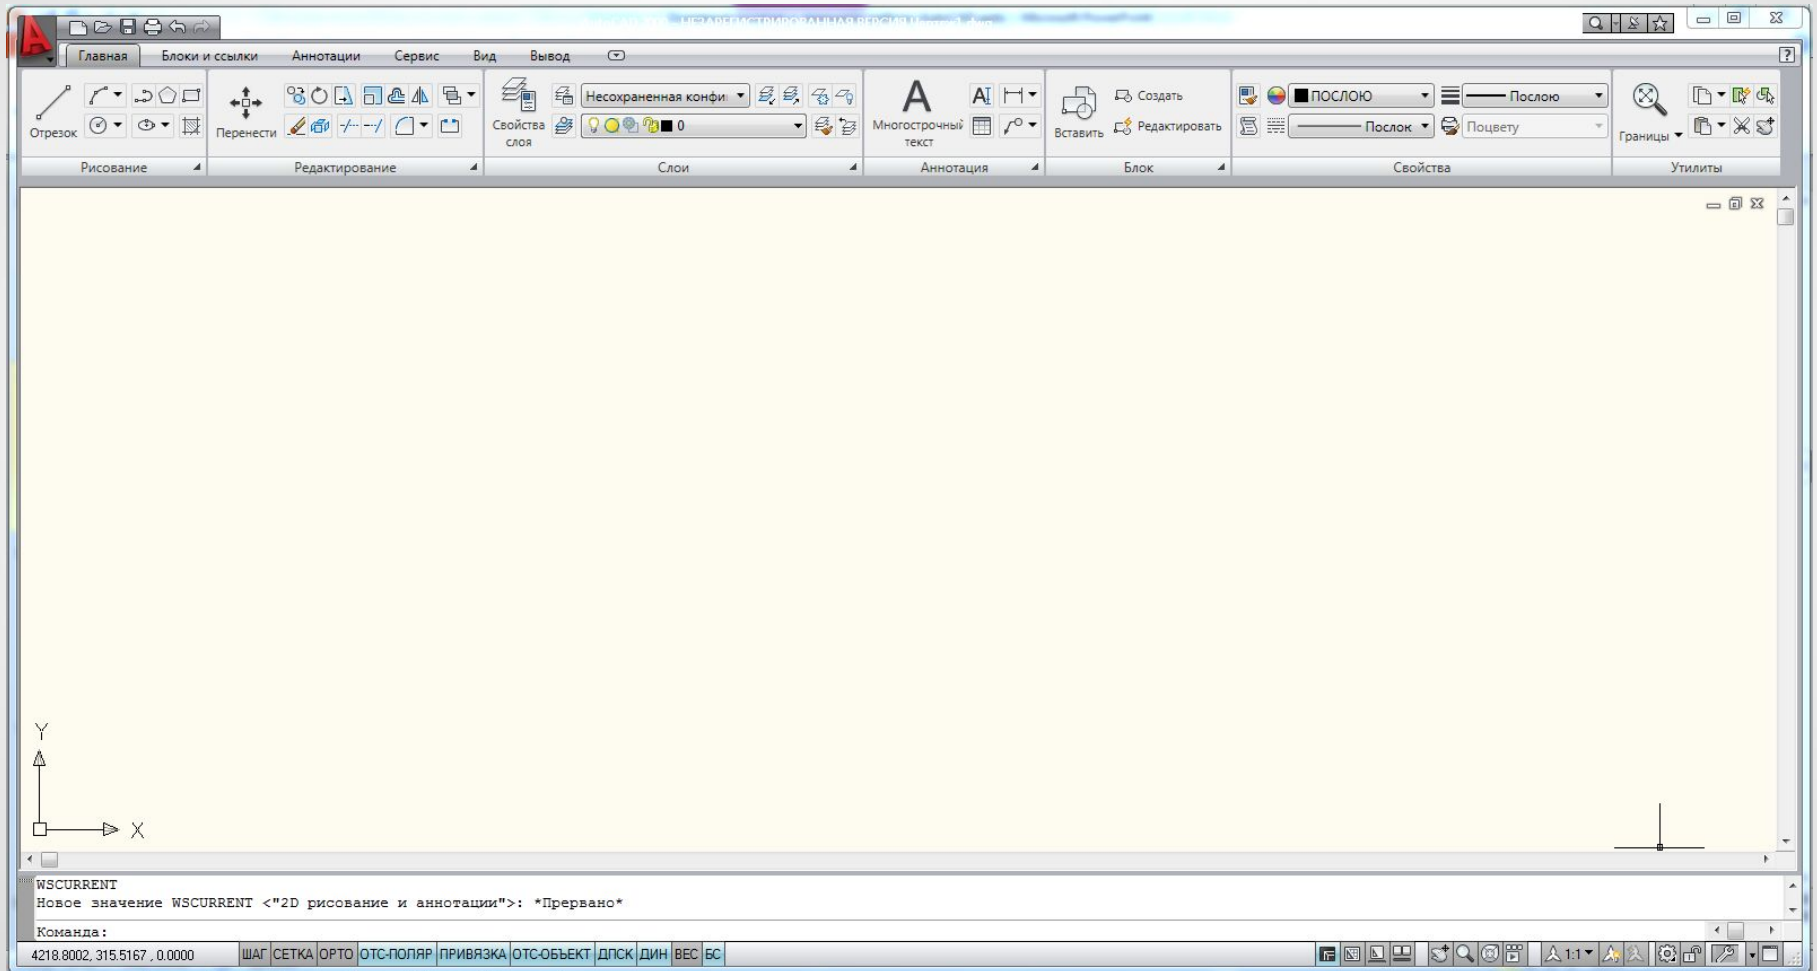 НЕЗАРЕГИСТРИРОВАННАЯ ВЕРСИЯ
Главная Блоки и ссылки Аннотации Сервис Вид Вывод
Отрезок
Перенести
Свойства слоя
Несохраненная конфи
0
Многострочный текст
Вставить
Создать
Редактировать
ПОСЛОЮ
Послою
Послок
Поцвету
Границы
Рисование Редактирование Слои Аннотация Блок Свойства Утилиты
Y
X
WSCURRENT
Новое значение WSCURRENT <"2D рисование и аннотации">: *Прервано*
Команда:
4218.8002, 315.5167 , 0.0000 ШАГ СЕТКА ОРТО ОТС-ПОЛЯР ПРИВЯЗКА ОТС-ОБЪЕКТ ДПСК ДИН ВЕС БС 1:1